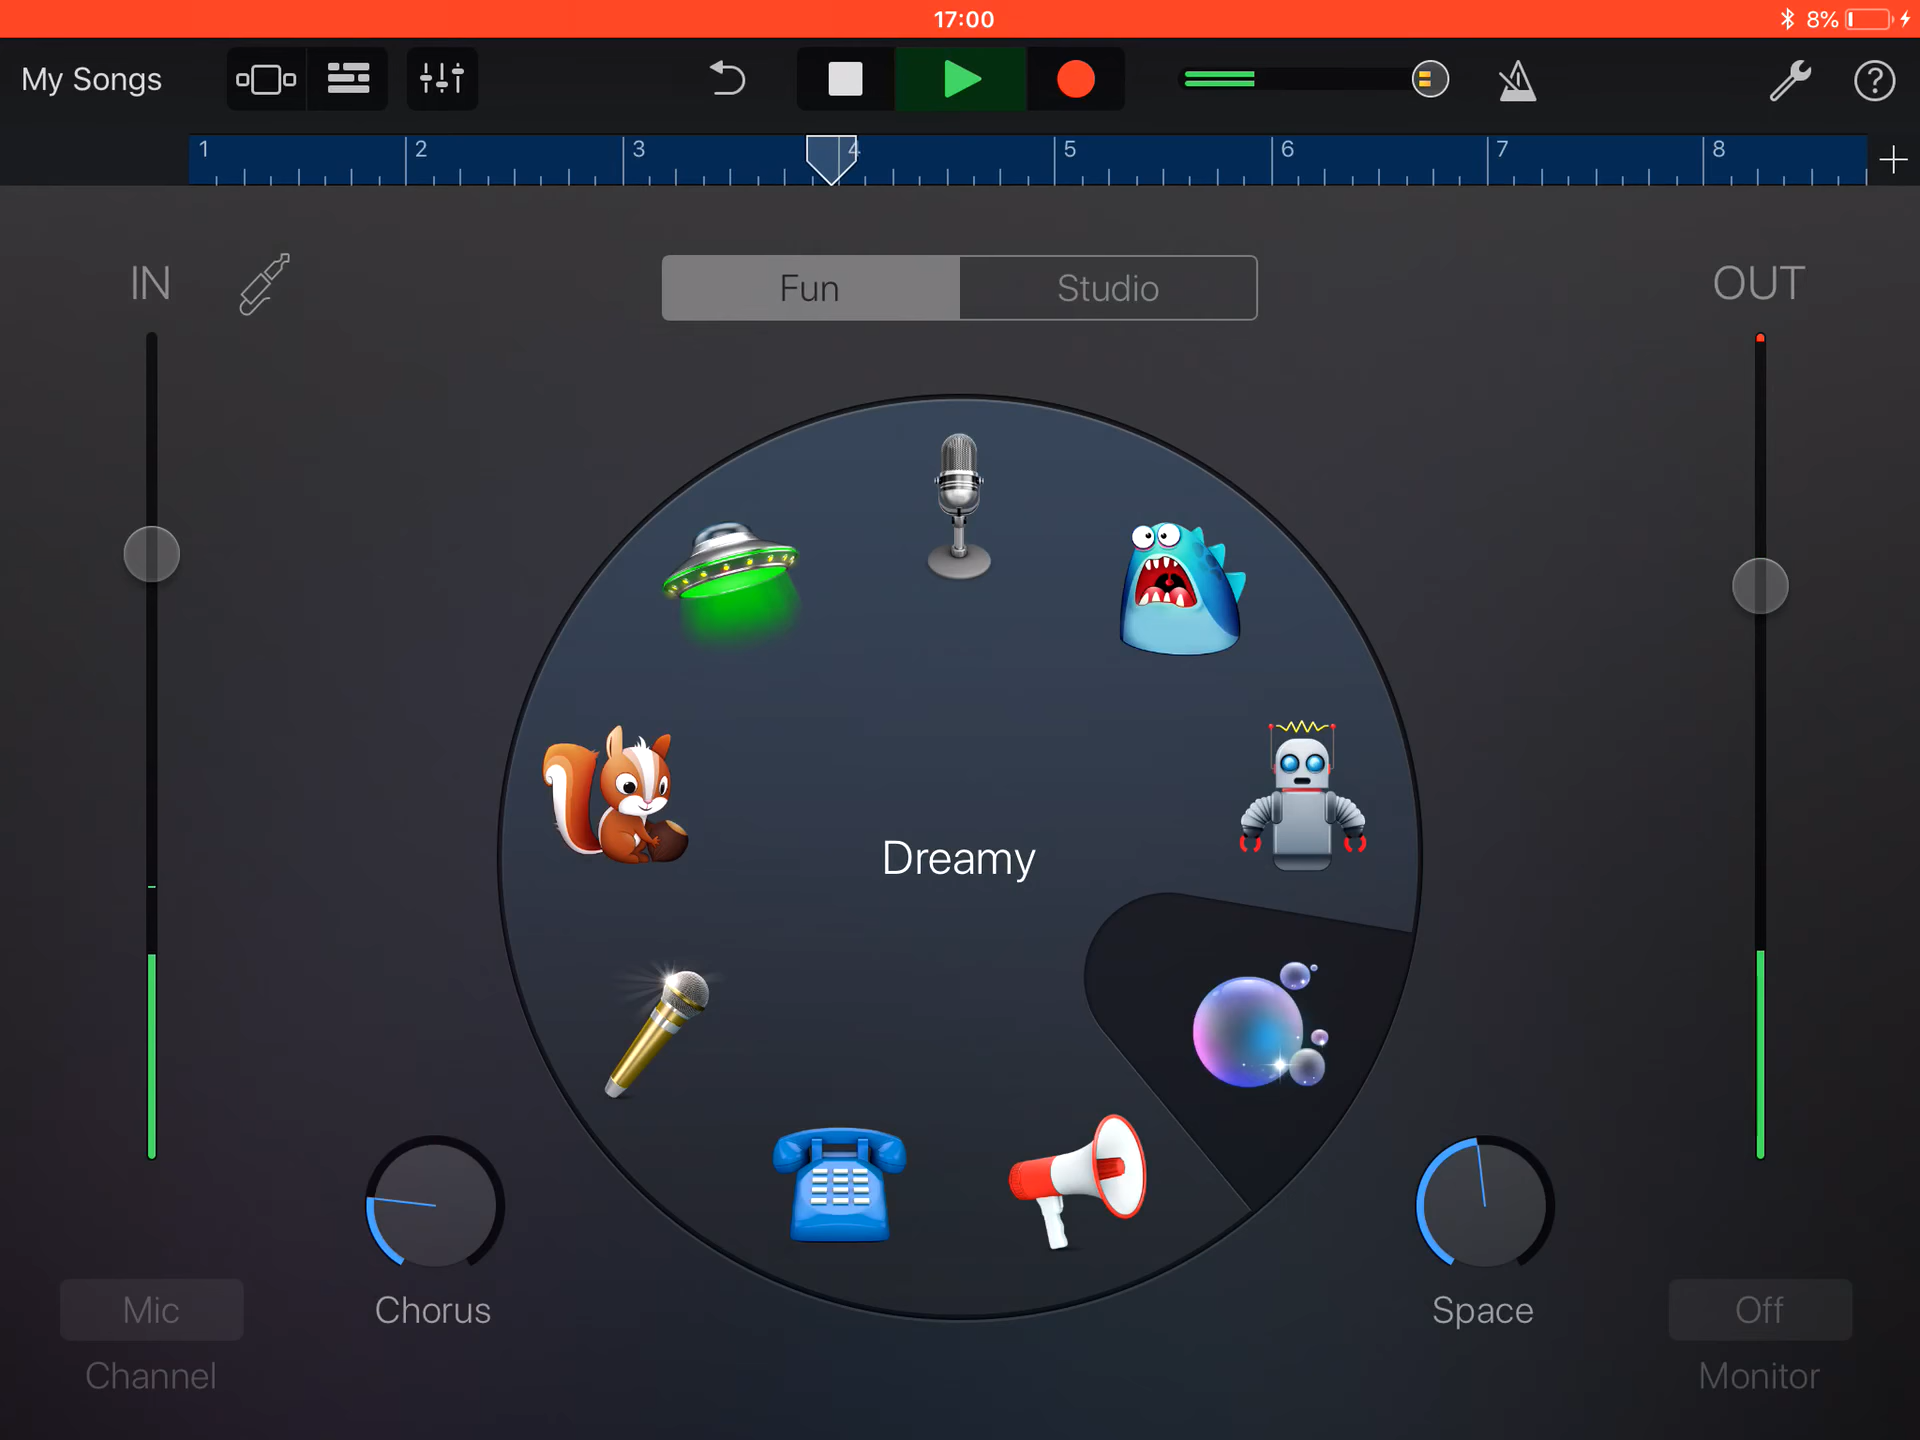 17:00
8%
My Songs
1 2 3 4 5 6 7 8
IN
Fun
Studio
OUT
Dreamy
Chorus
Space
Mic
Channel
Off
Monitor